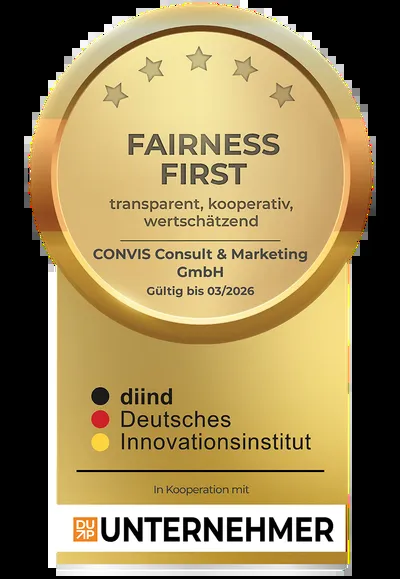 FAIRNESS
FIRST
transparent, kooperativ,
wertschätzend
CONVIS Consult & Marketing
GmbH
Gültig bis 03/2026
diind
Deutsches
Innovationsinstitut
In Kooperation mit
DUB UNTERNEHMER